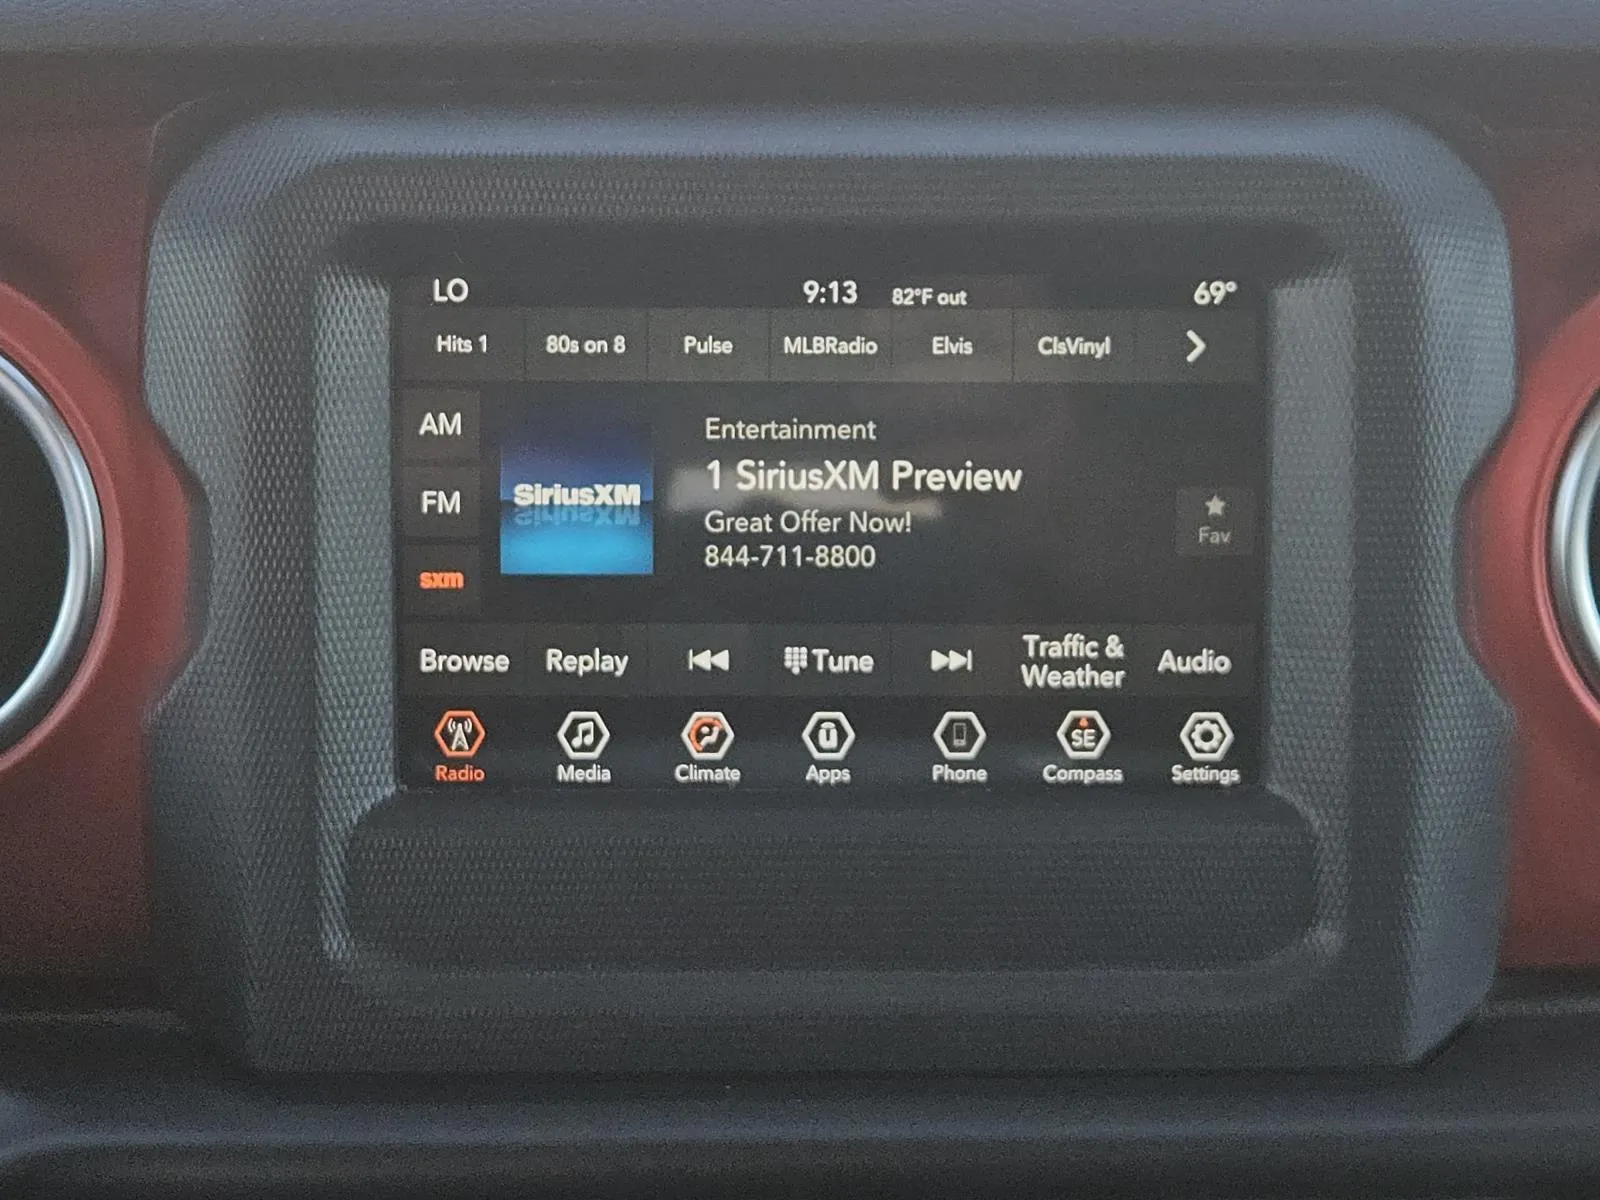 LO 9:13 82°F out 69°
Hits 1 80s on 8 Pulse MLBRadio Elvis ClsVinyl
AM
FM
sxm
SiriusXM
Entertainment
1 SiriusXM Preview
Great Offer Now!
844-711-8800
Fav
Browse Replay Tune Traffic & Weather Audio
SE
Radio Media Climate Apps Phone Compass Settings